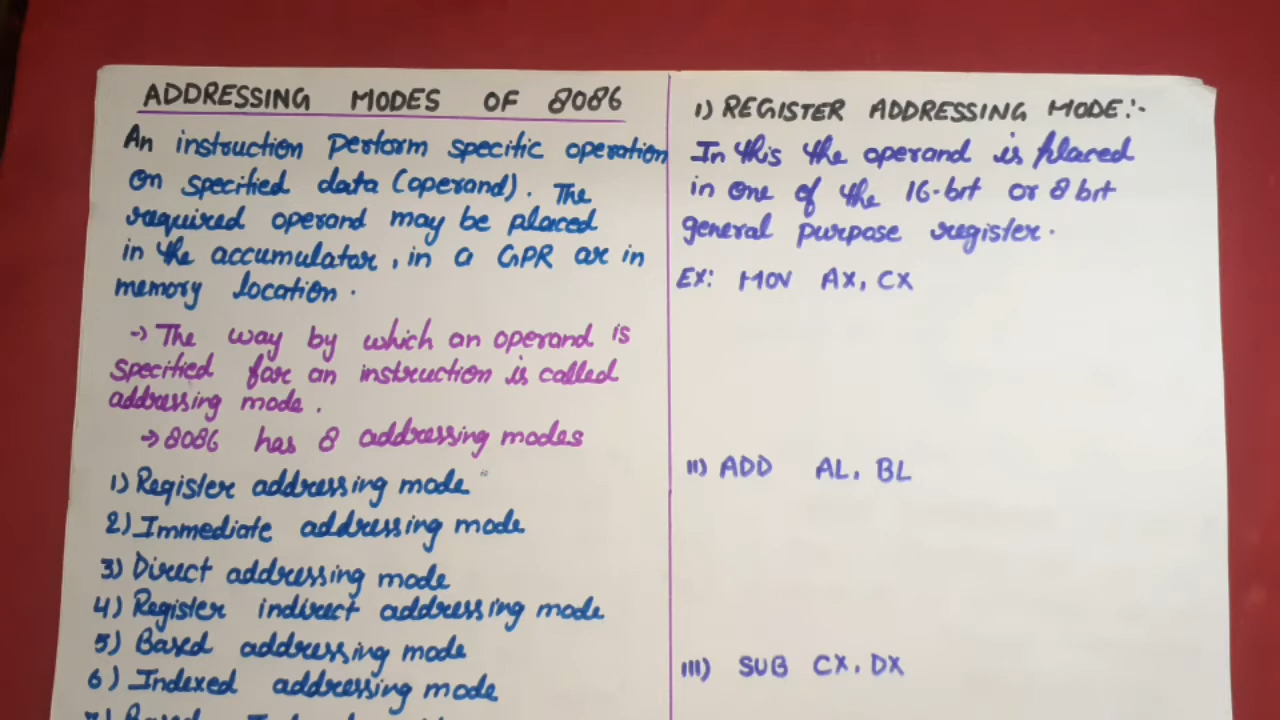 ADDRESSING MODES OF 8086
An instruction perform specific operation
on specified data (operand). The
required operand may be placed
in the accumulator, in a GPR or in
memory location.
→ The way by which an operand is
specified for an instruction is called
addressing mode.
→ 8086 has 8 addressing modes
1) Register addressing mode
2) Immediate addressing mode
3) Direct addressing mode
4) Register indirect addressing mode
5) Based addressing mode
6) Indexed addressing mode
7) Based
1) REGISTER ADDRESSING MODE:-
In this the operand is placed
in one of the 16-bit or 8 bit
general purpose register.
EX: MOV AX, CX
II) ADD AL, BL
III) SUB CX, DX